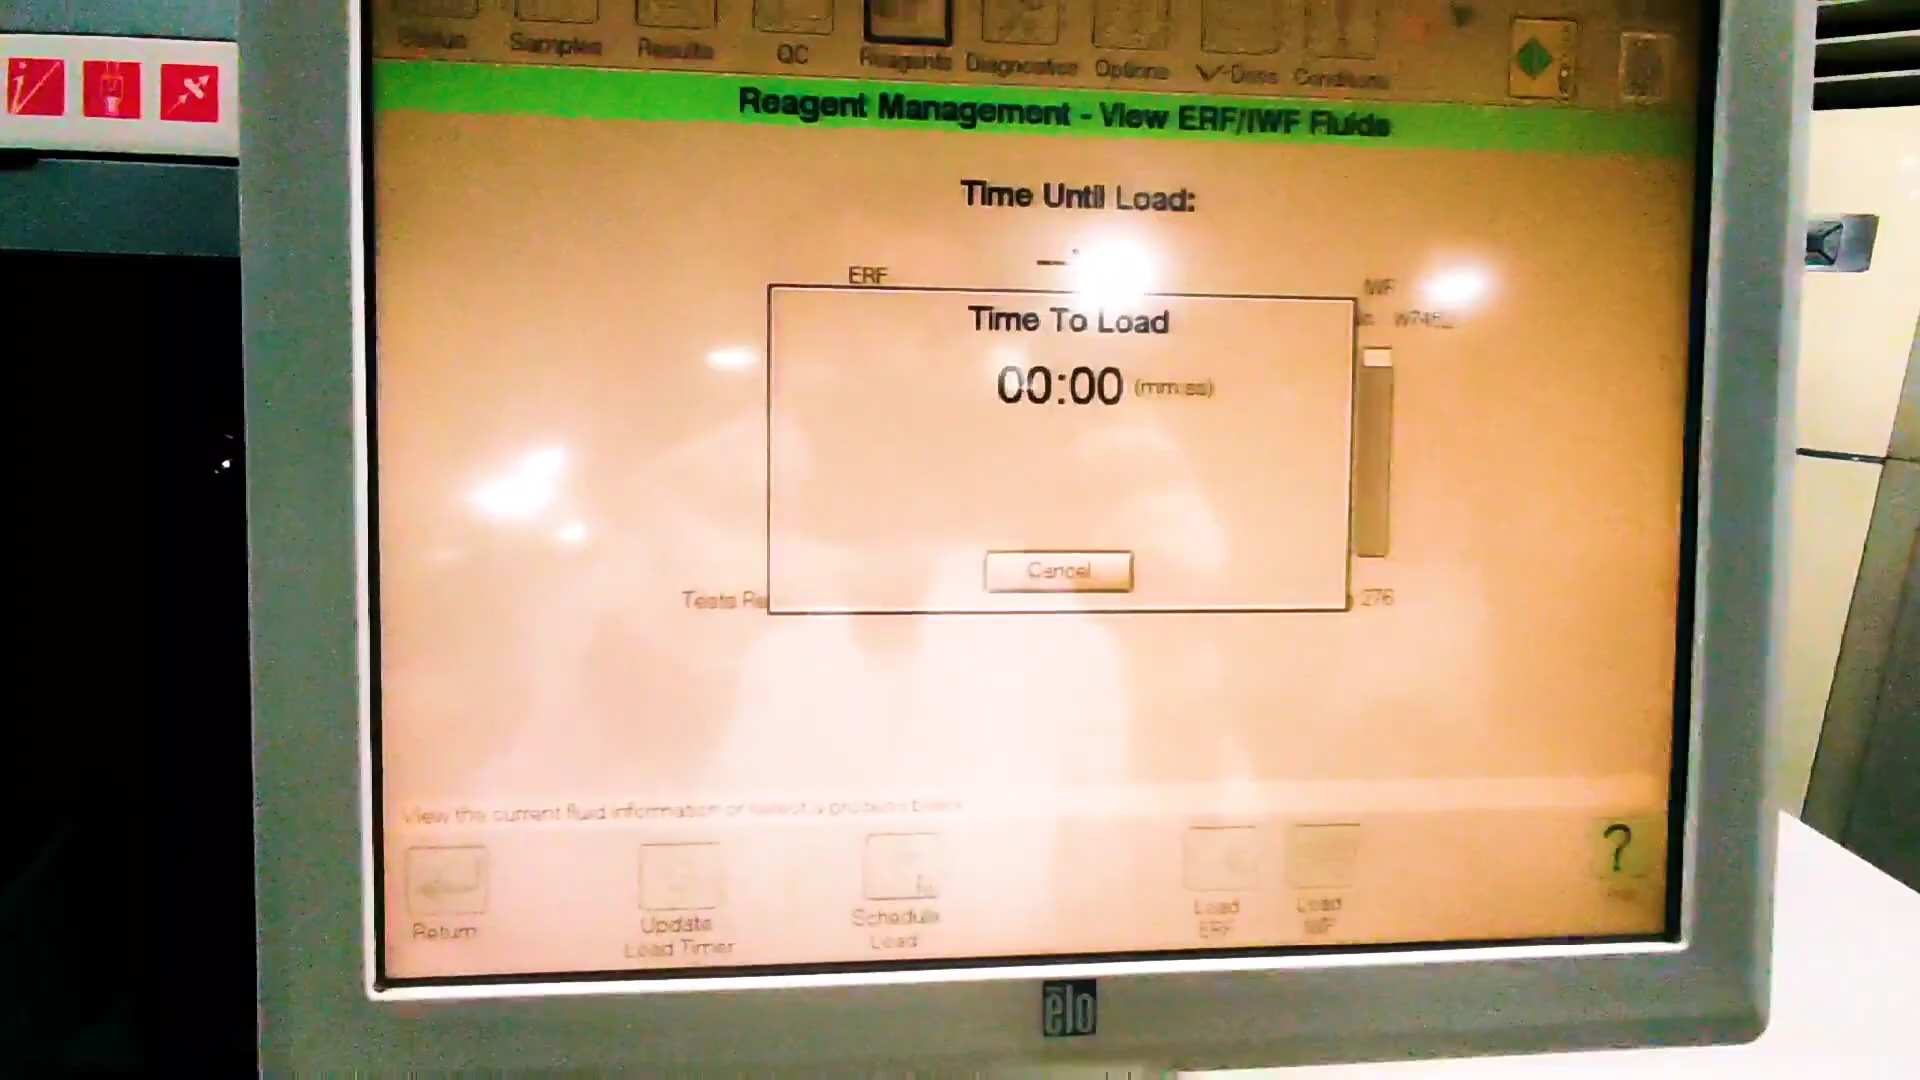 Status Samples Results QC Reagents Diagnostics Options V-Docs Conditions
Reagent Management - View ERF/IWF Fluids
Time Until Load:
ERF
IWF
Time To Load
00:00 (mm:ss)
Cancel
Tests Re
276
View the current fluid information or select a process below.
Return
Update
Load Timer
Schedule
Load
Load
ERF
Load
IWF
?
elo